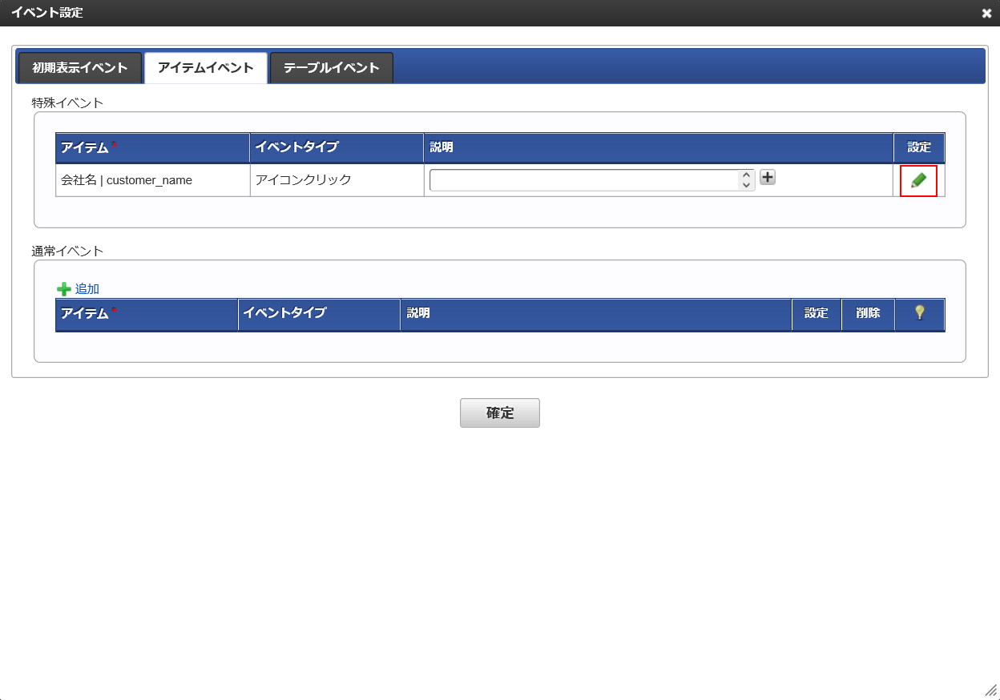 イベント設定
初期表示イベント アイテムイベント テーブルイベント
特殊イベント
アイテム* イベントタイプ 説明 設定
会社名 | customer_name アイコンクリック
通常イベント
追加
アイテム* イベントタイプ 説明 設定 削除
確定